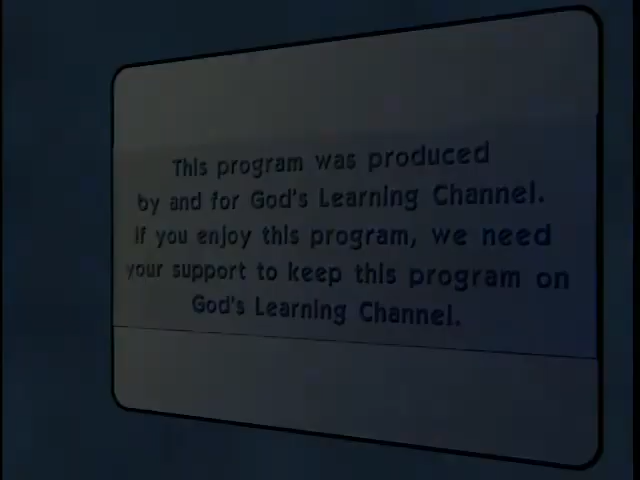 This program was produced
by and for God's Learning Channel.
If you enjoy this program, we need
your support to keep this program on
God's Learning Channel.